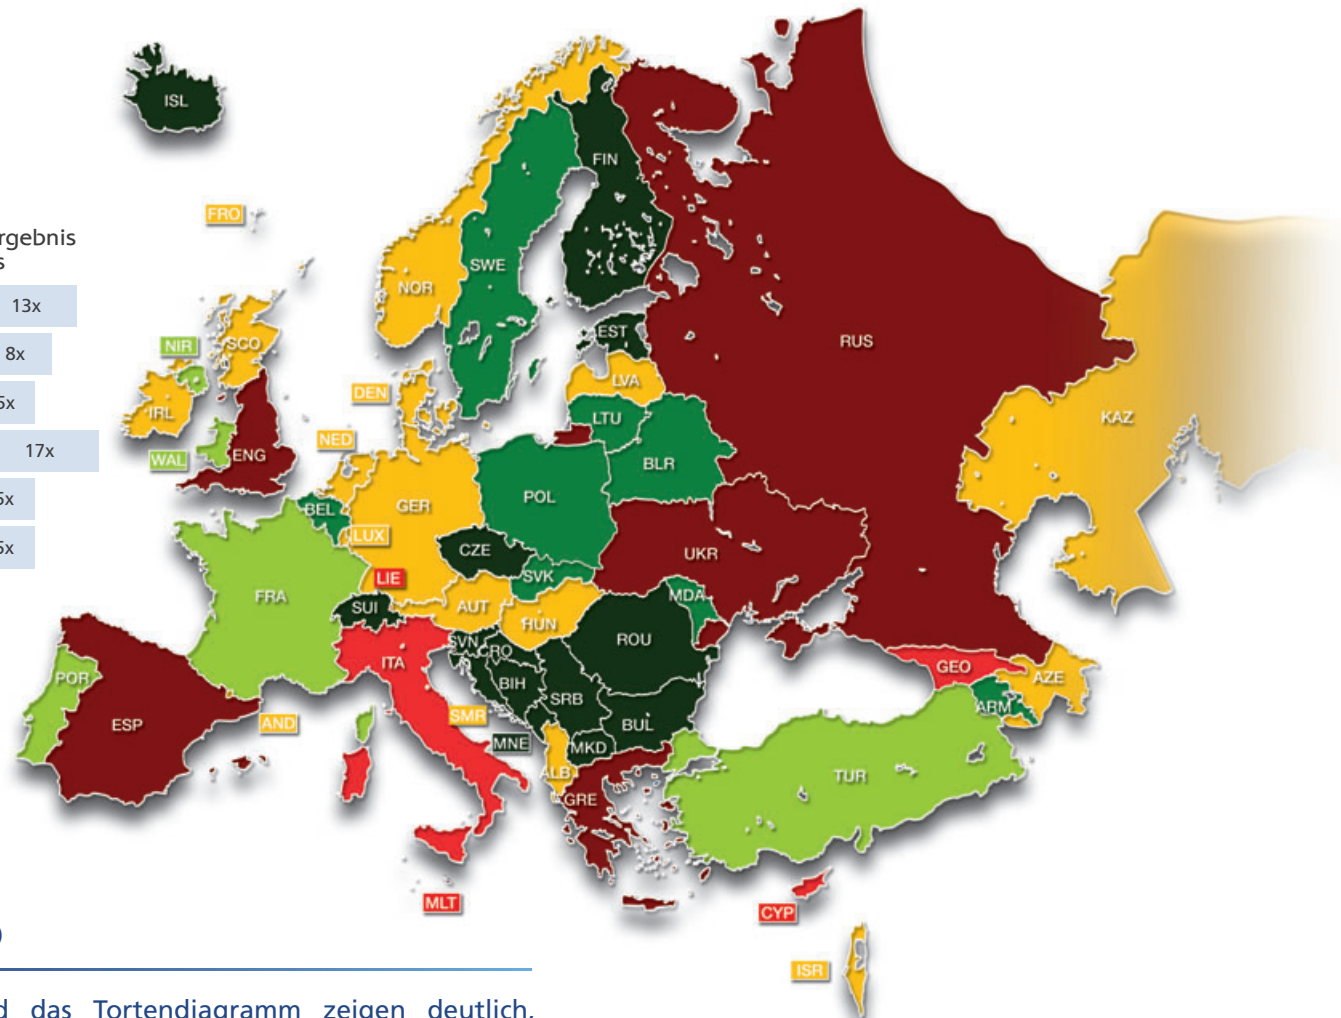 ISL
FIN
FRO
rgebnis
s
13x
8x
5x
17x
5x
5x
SWE
NOR
NIR
SCO
EST
RUS
IRL
LVA
DEN
LTU
KAZ
NED
WAL
ENG
BLR
POL
BEL
GER
LUX
CZE
UKR
LIE
SVK
FRA
SUI
AUT
MDA
HUN
ROU
SVN
CRO
ITA
GEO
POR
BIH
SRB
AZE
ARM
ESP
AND
SMR
BUL
MNE
MKD
ALB
TUR
GRE
MLT
CYP
ISR
d das Tortendiagramm zeigen deutlich,